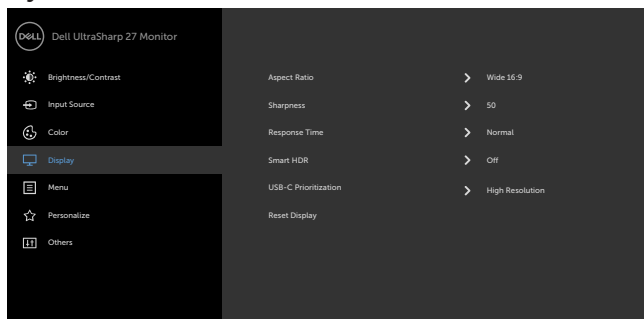 DELL Dell UltraSharp 27 Monitor
Brightness/Contrast
Input Source
Color
Display
Menu
Personalize
Others
Aspect Ratio Wide 16:9
Sharpness 50
Response Time Normal
Smart HDR Off
USB-C Prioritization High Resolution
Reset Display